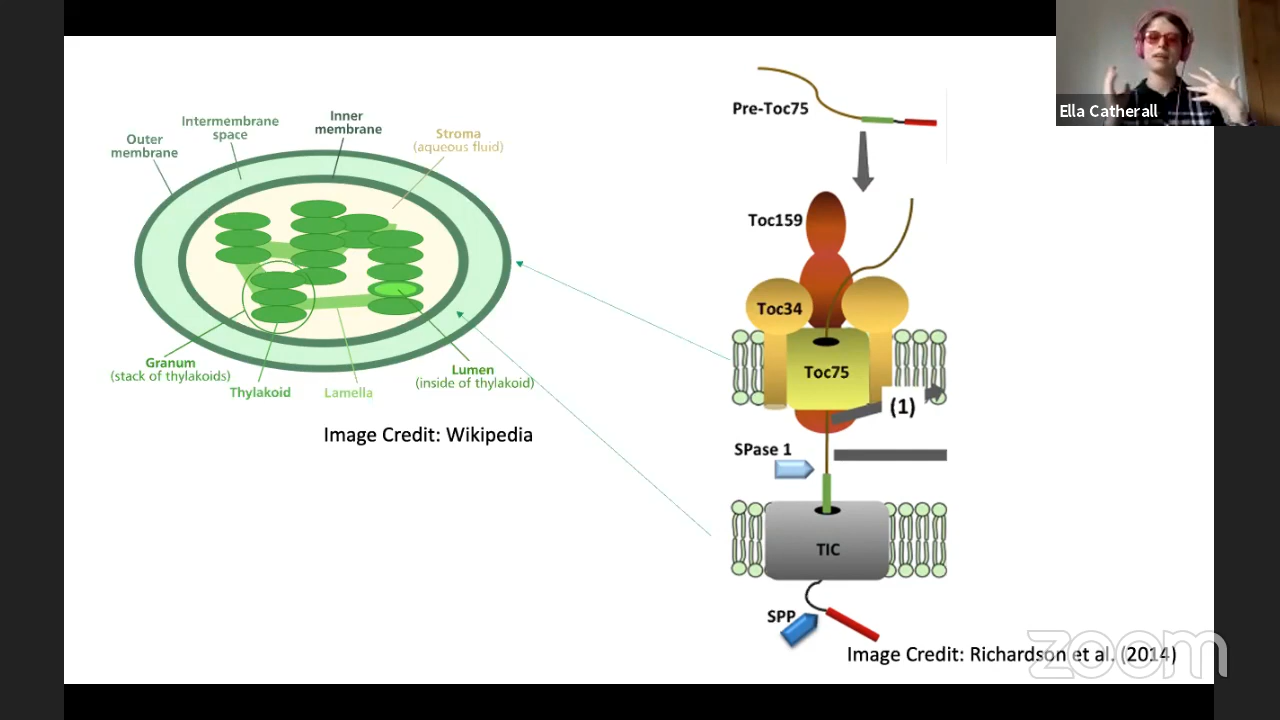 Ella Catherall
Outer
membrane
Intermembrane
space
Inner
membrane
Stroma
(aqueous fluid)
Granum
(stack of thylakoids)
Thylakoid
Lamella
Lumen
(inside of thylakoid)
Image Credit: Wikipedia
Pre-Toc75
Toc159
Toc34
Toc75
(1)
SPase 1
TIC
SPP
Image Credit: Richardson et al. (2014)
zoom